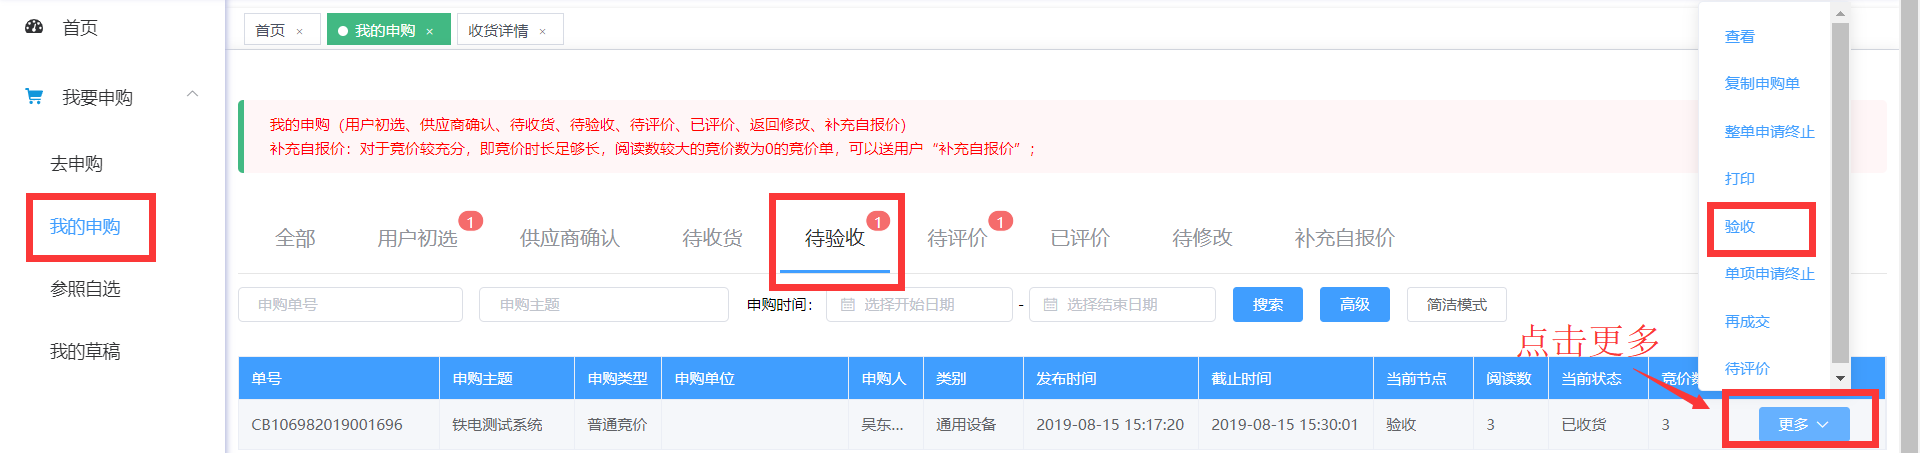 首页
我要申购
去申购
我的申购
参照自选
我的草稿
首页 ×
我的申购 ×
收货详情 ×
我的申购（用户初选、供应商确认、待收货、待验收、待评价、已评价、返回修改、补充自报价）
补充自报价：对于竞价较充分，即竞价时长足够长，阅读数较大的竞价数为0的竞价单，可以送用户“补充自报价”；
全部 用户初选 1 供应商确认 待收货 待验收 1 待评价 1 已评价 待修改 补充自报价
申购单号 申购主题 申购时间： 选择开始日期 - 选择结束日期 搜索 高级 简洁模式
点击更多
单号 申购主题 申购类型 申购单位 申购人 类别 发布时间 截止时间 当前节点 阅读数 当前状态 竞价
CB106982019001696 铁电测试系统 普通竞价 吴东... 通用设备 2019-08-15 15:17:20 2019-08-15 15:30:01 验收 3 已收货 3 更多
查看
复制申购单
整单申请终止
打印
验收
单项申请终止
再成交
待评价